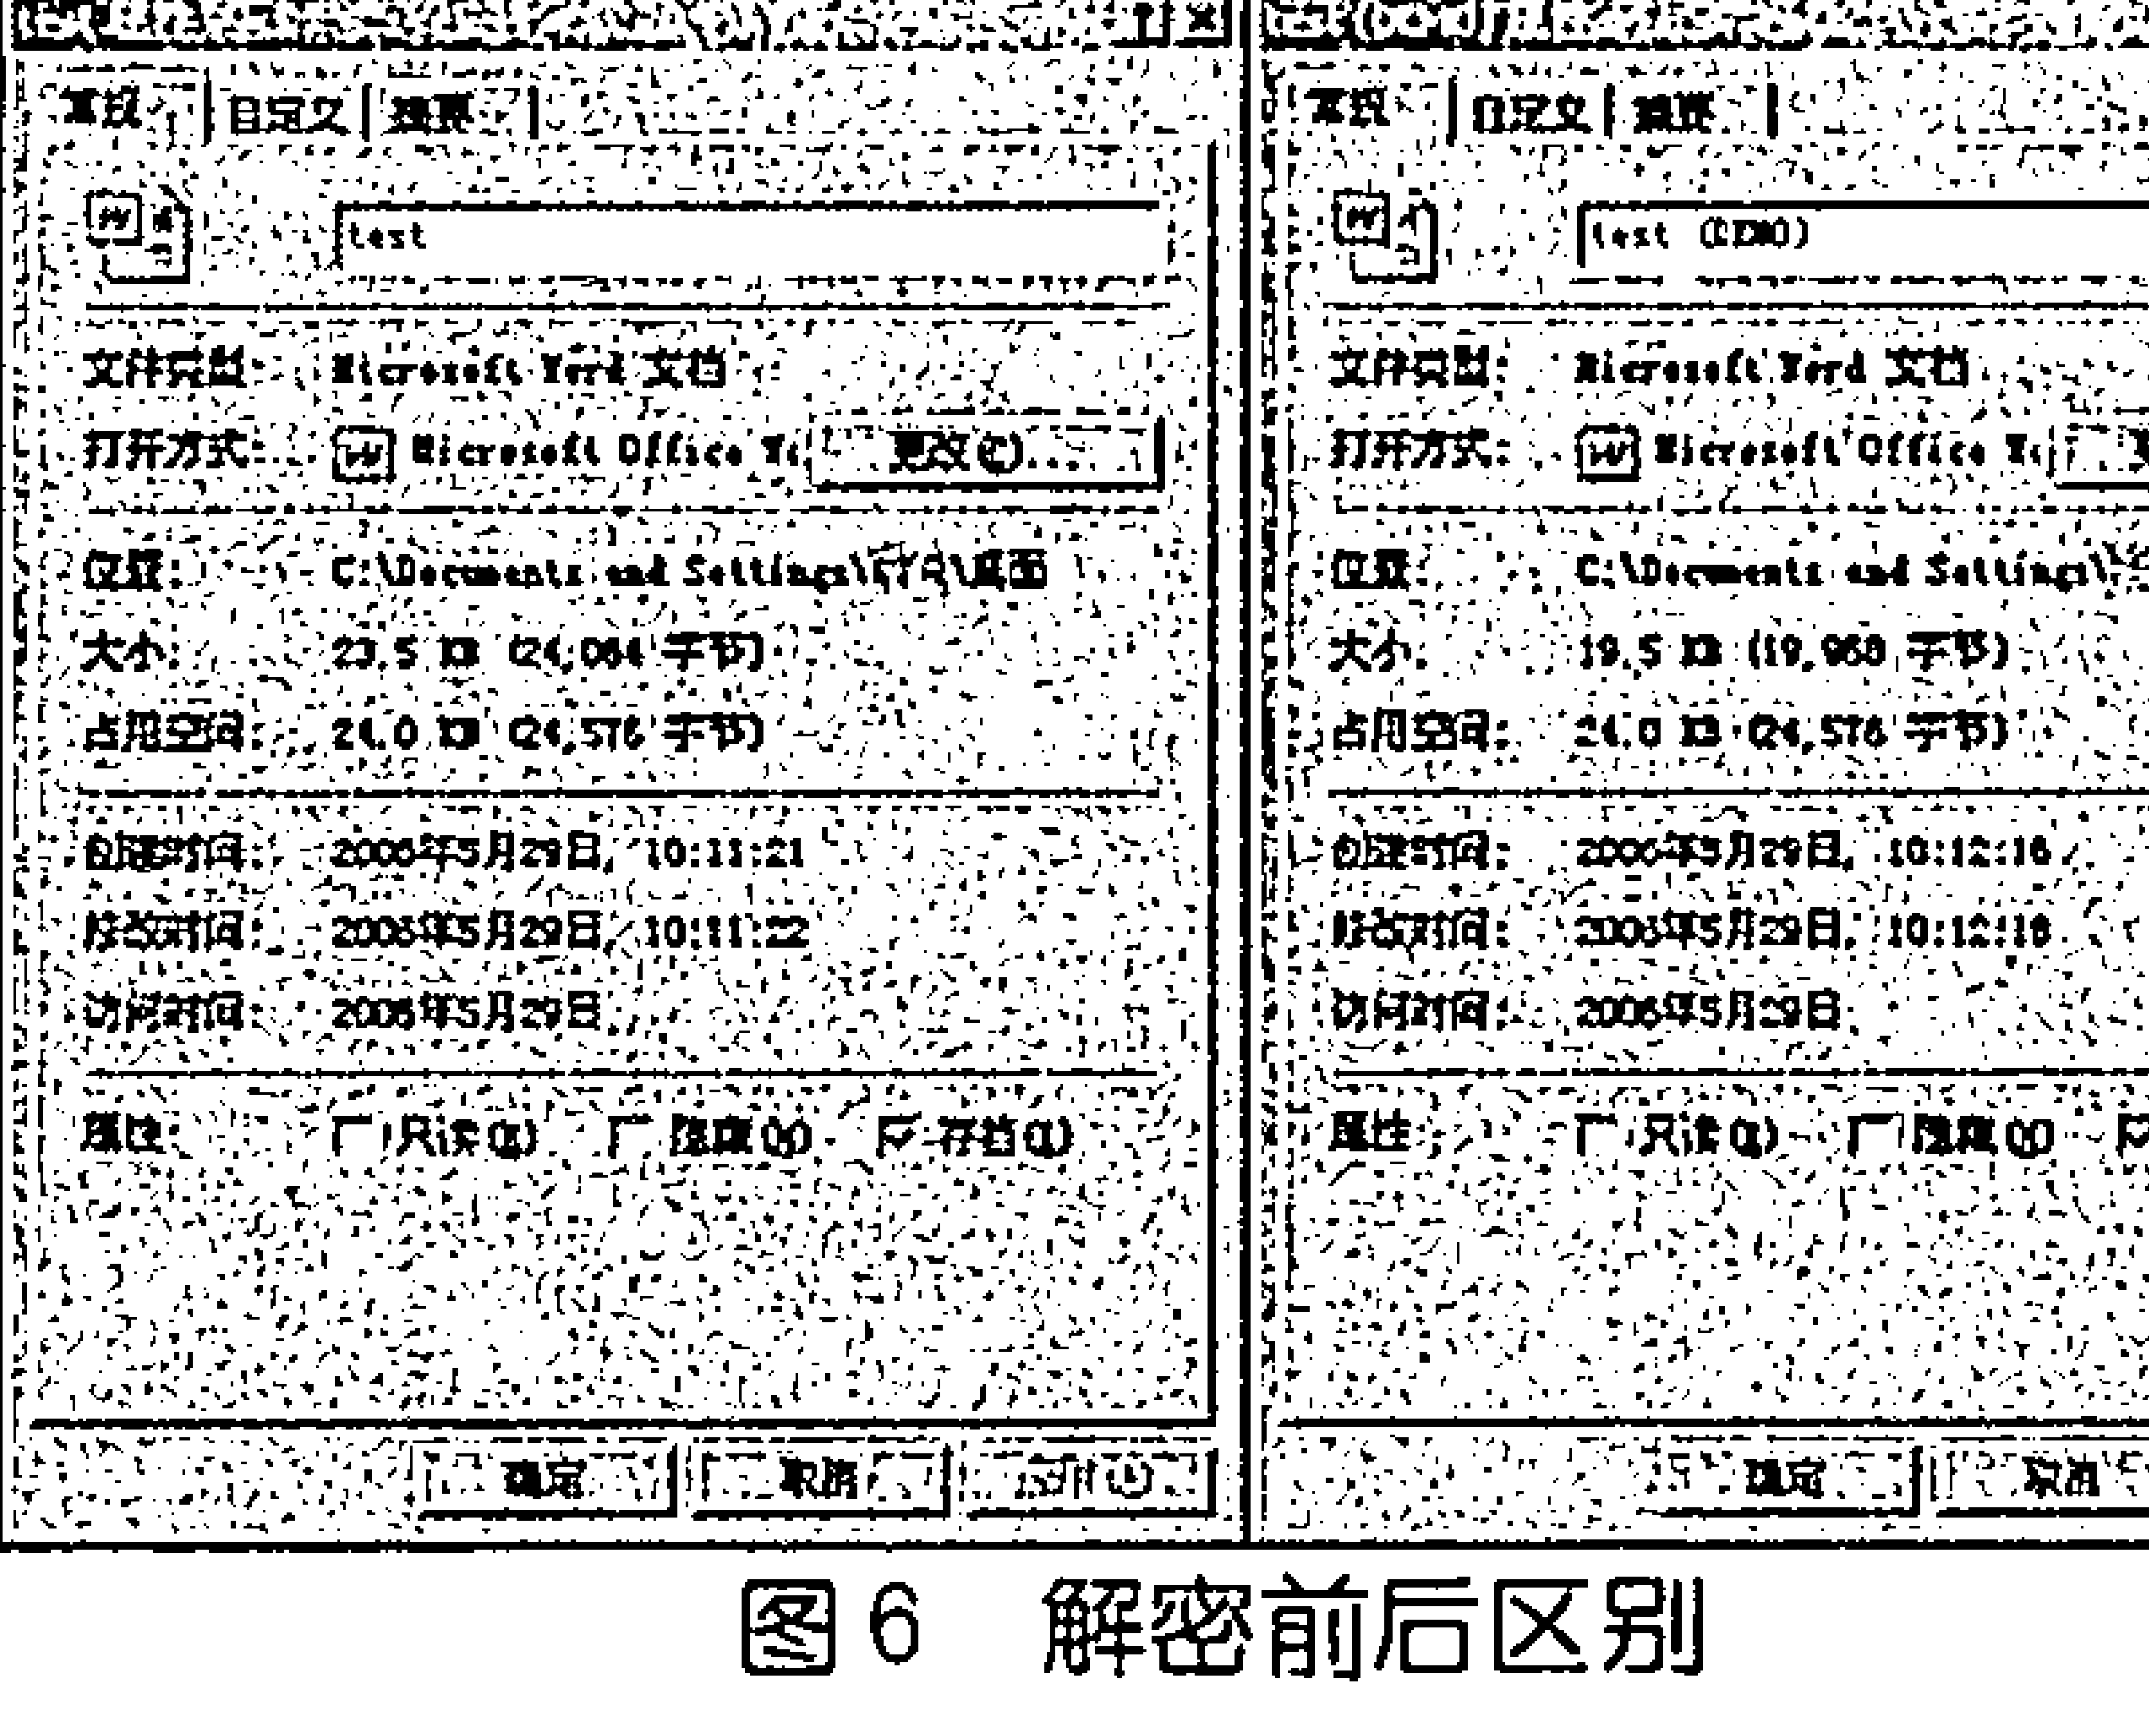 常规 自定义 摘要
test
文件类型: Microsoft Word 文档
打开方式: Microsoft Office 更改(C)...
位置: C:\Documents and Settings\ \桌面
大小: 23.5 KB (24,064 字节)
占用空间: 24.0 KB (24,576 字节)
创建时间: 2006年5月29日, 10:11:21
修改时间: 2006年5月29日, 10:11:22
访问时间: 2006年5月29日
属性: 只读(R) 隐藏(H) 存档(I)
确定 取消
常规 自定义 摘要
test
文件类型: Microsoft Word 文档
打开方式: Microsoft Office
位置: C:\Documents and Settings\
大小: 19.5 KB (19,968 字节)
占用空间: 24.0 KB (24,576 字节)
创建时间: 2006年5月29日, 10:12:18
修改时间: 2006年5月29日, 10:12:18
访问时间: 2006年5月29日
属性: 只读(R) 隐藏(H)
确定 取消
图6 解密前后区别